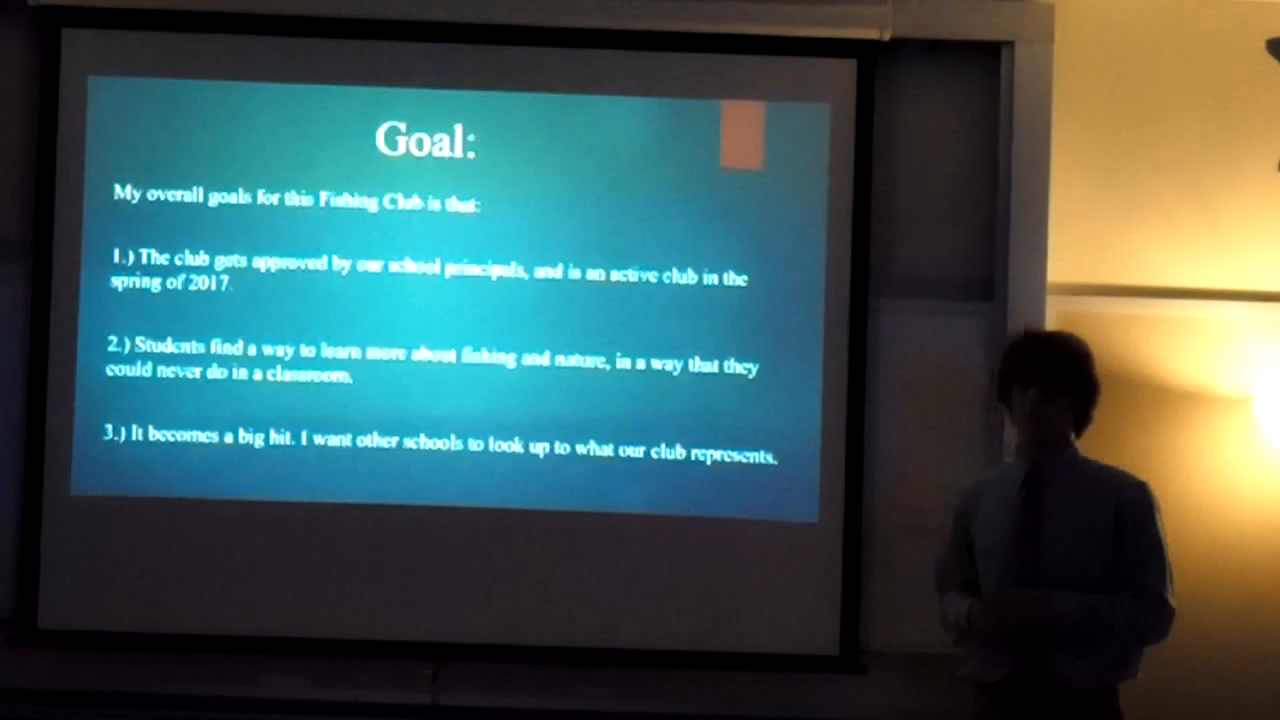 Goal:
My overall goals for this Fishing Club is that:
1.) The club gets approved by our school principals, and is an active club in the
spring of 2017.
2.) Students find a way to learn more about fishing and nature, in a way that they
could never do in a classroom.
3.) It becomes a big hit. I want other schools to look up to what our club represents.